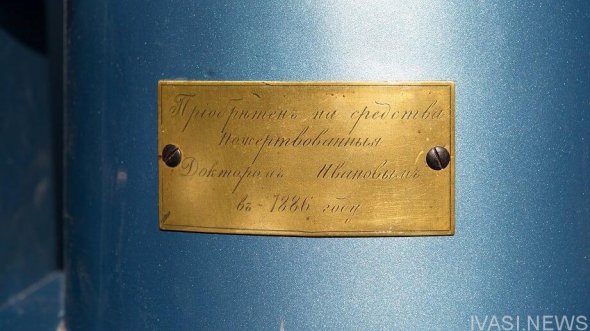 Пріобрѣтенъ на средства
пожертвованныя
Докторомъ Ивановымъ
въ 1886 году
IVASI.NEWS